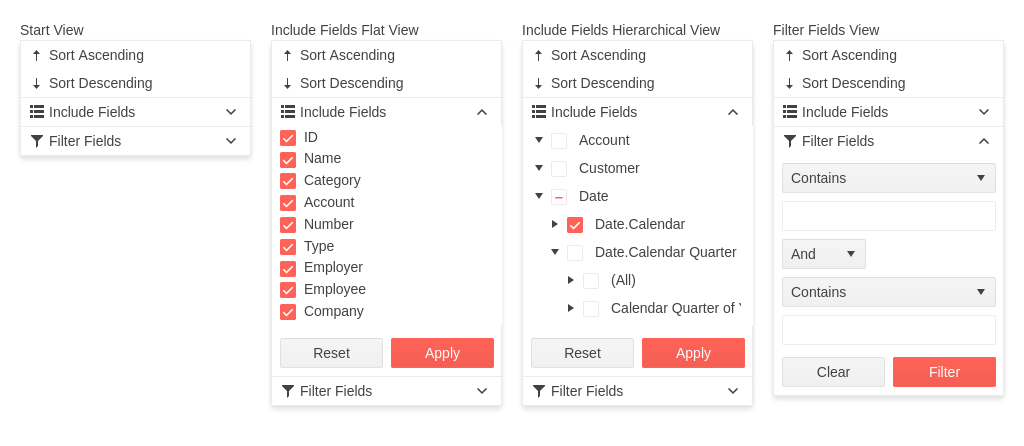 Start View
Sort Ascending
Sort Descending
Include Fields
Filter Fields
Include Fields Flat View
Sort Ascending
Sort Descending
Include Fields
ID
Name
Category
Account
Number
Type
Employer
Employee
Company
Reset
Apply
Filter Fields
Include Fields Hierarchical View
Sort Ascending
Sort Descending
Include Fields
Account
Customer
Date
Date.Calendar
Date.Calendar Quarter
(All)
Calendar Quarter of
Reset
Apply
Filter Fields
Filter Fields View
Sort Ascending
Sort Descending
Include Fields
Filter Fields
Contains
And
Contains
Clear
Filter